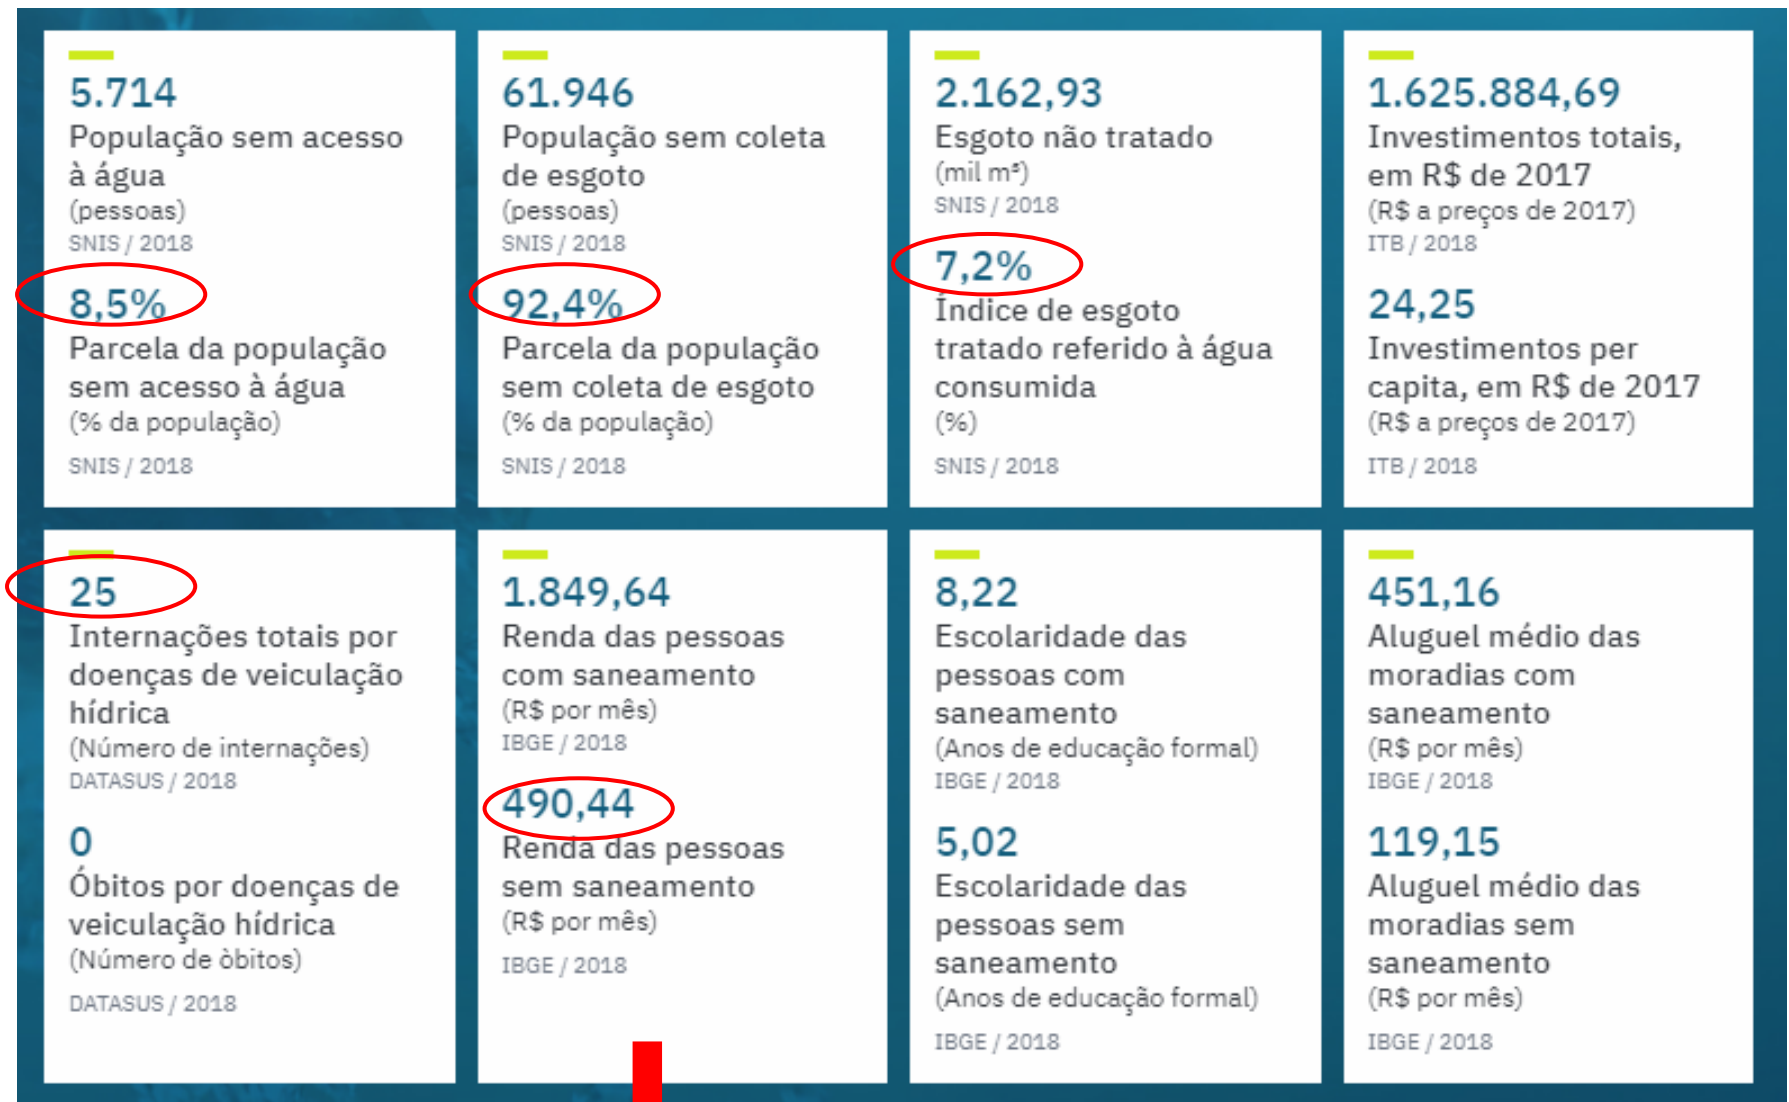 5.714
População sem acesso
à água
(pessoas)
SNIS / 2018
8,5%
Parcela da população
sem acesso à água
(% da população)
SNIS / 2018
61.946
População sem coleta
de esgoto
(pessoas)
SNIS / 2018
92,4%
Parcela da população
sem coleta de esgoto
(% da população)
SNIS / 2018
2.162,93
Esgoto não tratado
(mil m³)
SNIS / 2018
7,2%
Índice de esgoto
tratado referido à água
consumida
(%)
SNIS / 2018
1.625.884,69
Investimentos totais,
em R$ de 2017
(R$ a preços de 2017)
ITB / 2018
24,25
Investimentos per
capita, em R$ de 2017
(R$ a preços de 2017)
ITB / 2018
25
Internações totais por
doenças de veiculação
hídrica
(Número de internações)
DATASUS / 2018
0
Óbitos por doenças de
veiculação hídrica
(Número de òbitos)
DATASUS / 2018
1.849,64
Renda das pessoas
com saneamento
(R$ por mês)
IBGE / 2018
490,44
Renda das pessoas
sem saneamento
(R$ por mês)
IBGE / 2018
8,22
Escolaridade das
pessoas com
saneamento
(Anos de educação formal)
IBGE / 2018
5,02
Escolaridade das
pessoas sem
saneamento
(Anos de educação formal)
IBGE / 2018
451,16
Aluguel médio das
moradias com
saneamento
(R$ por mês)
IBGE / 2018
119,15
Aluguel médio das
moradias sem
saneamento
(R$ por mês)
IBGE / 2018